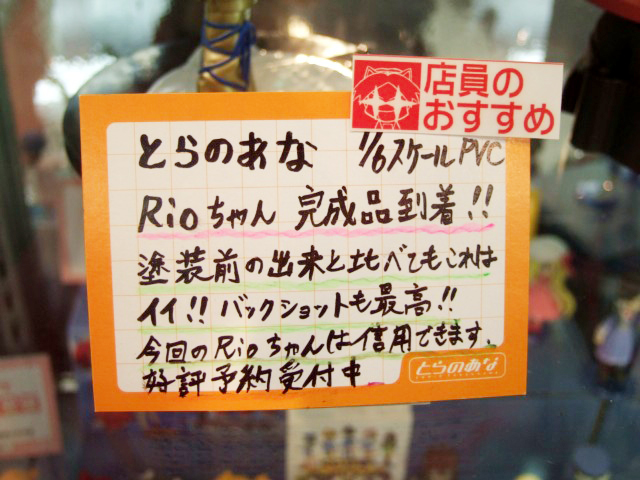 店員の
おすすめ
とらのあな 1/6スケールPVC
Rioちゃん 完成品到着!!
塗装前の出来と比べてもこれは
イイ!! バックショットも最高!!
今回のRioちゃんは信用できます。
好評予約受付中
とらのあな